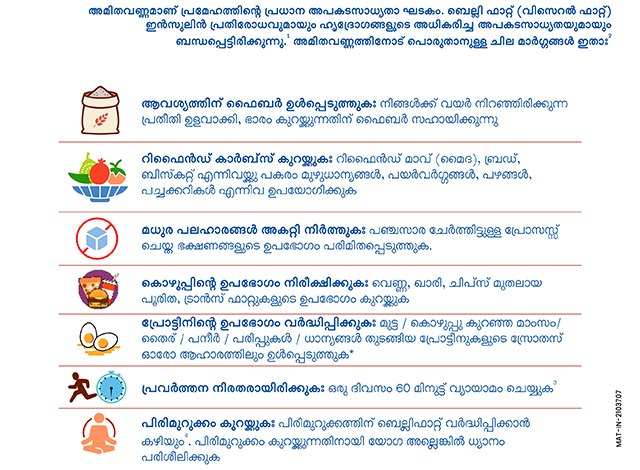 അമിതവണ്ണമാണ് പ്രമേഹത്തിന്റെ പ്രധാന അപകടസാധ്യതാ ഘടകം. ബെല്ലി ഫാറ്റ് (വിസെറൽ ഫാറ്റ്)
ഇൻസുലിൻ പ്രതിരോധവുമായും ഹൃദ്രോഗങ്ങളുടെ അധികരിച്ച അപകടസാധ്യതയുമായും
ബന്ധപ്പെട്ടിരിക്കുന്നു.¹ അമിതവണ്ണത്തിനോട് പൊരുതാനുള്ള ചില മാർഗ്ഗങ്ങൾ ഇതാഃ²
ആവശ്യത്തിന് ഫൈബർ ഉൾപ്പെടുത്തുകഃ നിങ്ങൾക്ക് വയർ നിറഞ്ഞിരിക്കുന്ന
പ്രതീതി ഉളവാക്കി, ഭാരം കുറയ്ക്കുന്നതിന് ഫൈബർ സഹായിക്കുന്നു
റിഫൈൻഡ് കാർബ്സ് കുറയ്ക്കുകഃ റിഫൈൻഡ് മാവ് (മൈദ), ബ്രഡ്,
ബിസ്കറ്റ് എന്നിവയ്ക്കു പകരം മുഴുധാന്യങ്ങൾ, പയർവർഗ്ഗങ്ങൾ, പഴങ്ങൾ,
പച്ചക്കറികൾ എന്നിവ ഉപയോഗിക്കുക
മധുര പലഹാരങ്ങൾ അകറ്റി നിർത്തുകഃ പഞ്ചസാര ചേർത്തിട്ടുള്ള പ്രോസസ്സ്
ചെയ്ത ഭക്ഷണങ്ങളുടെ ഉപഭോഗം പരിമിതപ്പെടുത്തുക.
കൊഴുപ്പിന്റെ ഉപഭോഗം നിരീക്ഷിക്കുകഃ വെണ്ണ, ഖാരി, ചിപ്സ് മുതലായ
പൂരിത, ട്രാൻസ് ഫാറ്റുകളുടെ ഉപഭോഗം കുറയ്ക്കുക
പ്രോട്ടീനിന്റെ ഉപഭോഗം വർദ്ധിപ്പിക്കുകഃ മുട്ട / കൊഴുപ്പു കുറഞ്ഞ മാംസം/
തൈര് / പനീർ / പരിപ്പുകൾ / ധാന്യങ്ങൾ തുടങ്ങിയ പ്രോട്ടീനുകളുടെ സ്രോതസ്
ഓരോ ആഹാരത്തിലും ഉൾപ്പെടുത്തുക*
പ്രവർത്തന നിരതരായിരിക്കുകഃ ഒരു ദിവസം 60 മിനുട്ട് വ്യായാമം ചെയ്യുക³
പിരിമുറുക്കം കുറയ്ക്കുകഃ പിരിമുറുക്കത്തിന് ബെല്ലിഫാറ്റ് വർദ്ധിപ്പിക്കാൻ
കഴിയും⁴. പിരിമുറുക്കം കുറയ്ക്കുന്നതിനായി യോഗ അല്ലെങ്കിൽ ധ്യാനം
പരിശീലിക്കുക
MAT-IN-2103707